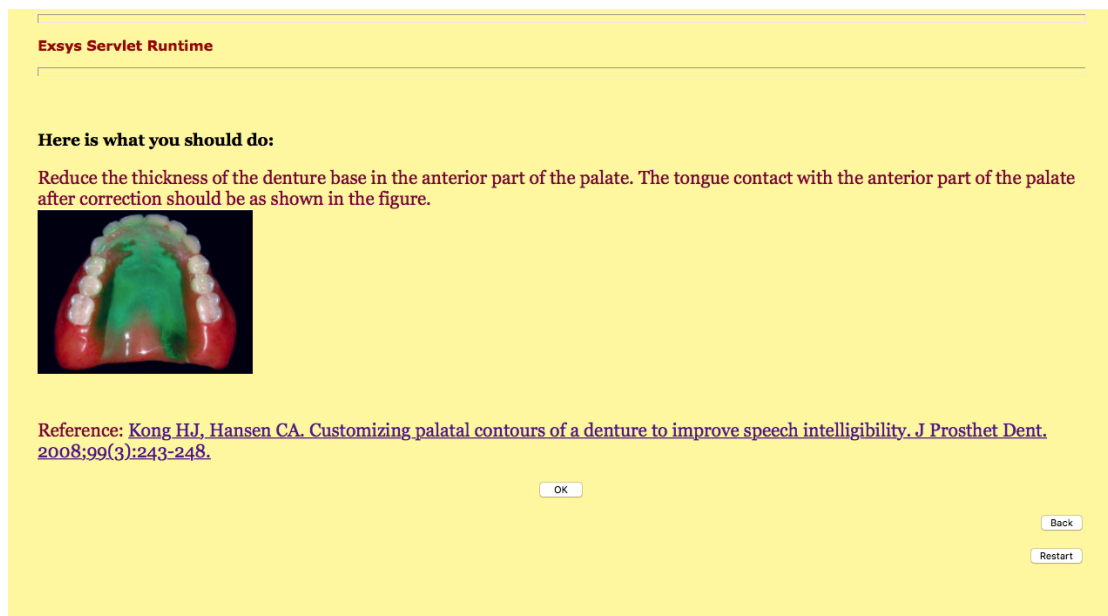 Exsys Servlet Runtime
Here is what you should do:
Reduce the thickness of the denture base in the anterior part of the palate. The tongue contact with the anterior part of the palate
after correction should be as shown in the figure.
Reference: Kong HJ, Hansen CA. Customizing palatal contours of a denture to improve speech intelligibility. J Prosthet Dent.
2008;99(3):243-248.
OK
Back
Restart